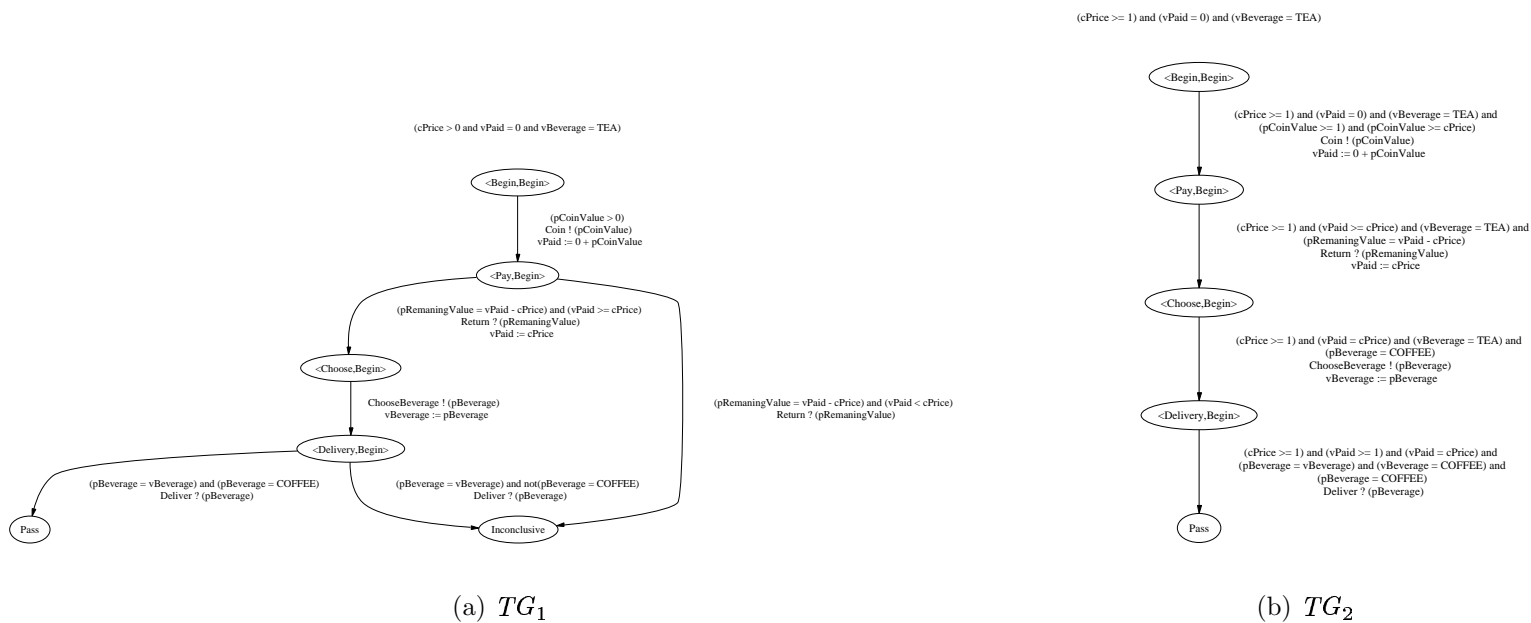 (cPrice > 0 and vPaid = 0 and vBeverage = TEA)
<Begin,Begin>
(pCoinValue > 0)
Coin ! (pCoinValue)
vPaid := 0 + pCoinValue
<Pay,Begin>
(pRemaningValue = vPaid - cPrice) and (vPaid >= cPrice)
Return ? (pRemaningValue)
vPaid := cPrice
<Choose,Begin>
ChooseBeverage ! (pBeverage)
vBeverage := pBeverage
(pRemaningValue = vPaid - cPrice) and (vPaid < cPrice)
Return ? (pRemaningValue)
<Delivery,Begin>
(pBeverage = vBeverage) and (pBeverage = COFFEE)
Deliver ? (pBeverage)
(pBeverage = vBeverage) and not(pBeverage = COFFEE)
Deliver ? (pBeverage)
Pass
Inconclusive
(a) TG1
(cPrice >= 1) and (vPaid = 0) and (vBeverage = TEA)
<Begin,Begin>
(cPrice >= 1) and (vPaid = 0) and (vBeverage = TEA) and
(pCoinValue >= 1) and (pCoinValue >= cPrice)
Coin ! (pCoinValue)
vPaid := 0 + pCoinValue
<Pay,Begin>
(cPrice >= 1) and (vPaid >= cPrice) and (vBeverage = TEA) and
(pRemaningValue = vPaid - cPrice)
Return ? (pRemaningValue)
vPaid := cPrice
<Choose,Begin>
(cPrice >= 1) and (vPaid = cPrice) and (vBeverage = TEA) and
(pBeverage = COFFEE)
ChooseBeverage ! (pBeverage)
vBeverage := pBeverage
<Delivery,Begin>
(cPrice >= 1) and (vPaid >= 1) and (vPaid = cPrice) and
(pBeverage = vBeverage) and (vBeverage = COFFEE) and
(pBeverage = COFFEE)
Deliver ? (pBeverage)
Pass
(b) TG2